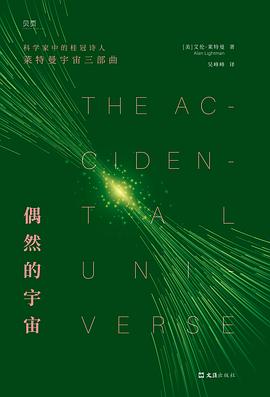 贝页
科学家中的桂冠诗人
莱特曼宇宙三部曲
[美]艾伦·莱特曼 著
Alan Lightman
吴峰峰 译
THE AC-
CIDEN-
TAL
UNI-
VERSE
偶然的宇宙
文汇出版社